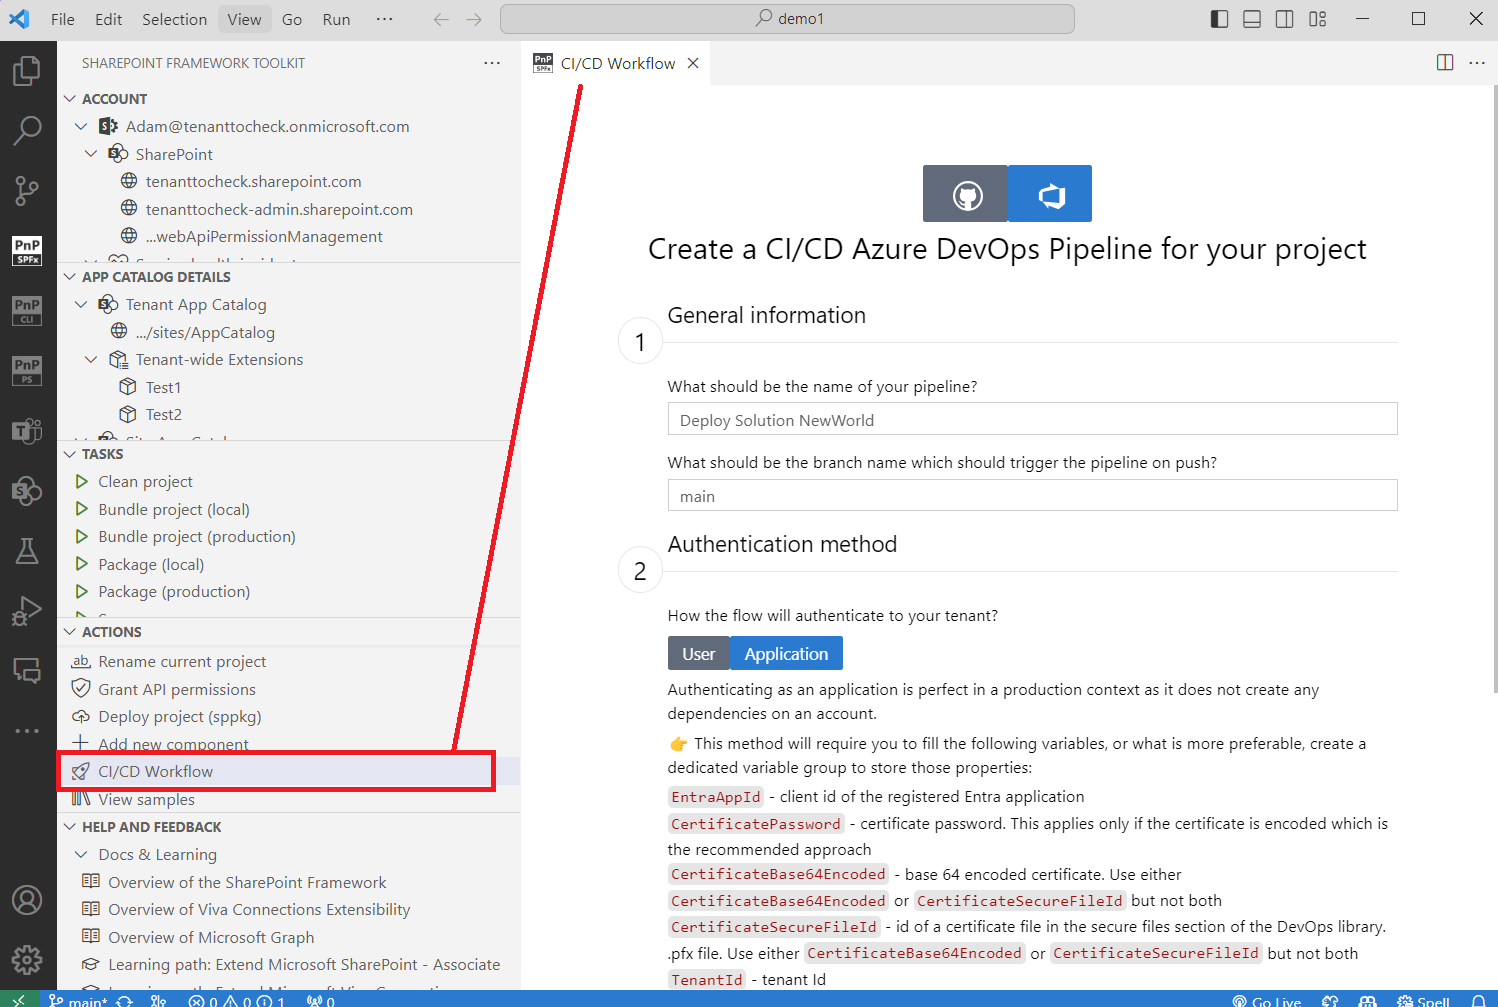 File Edit Selection View Go Run ···
demo1
SHAREPOINT FRAMEWORK TOOLKIT
ACCOUNT
Adam@tenanttocheck.onmicrosoft.com
SharePoint
tenanttocheck.sharepoint.com
tenanttocheck-admin.sharepoint.com
...webApiPermissionManagement
APP CATALOG DETAILS
Tenant App Catalog
.../sites/AppCatalog
Tenant-wide Extensions
Test1
Test2
TASKS
Clean project
Bundle project (local)
Bundle project (production)
Package (local)
Package (production)
ACTIONS
Rename current project
Grant API permissions
Deploy project (sppkg)
Add new component
CI/CD Workflow
View samples
HELP AND FEEDBACK
Docs & Learning
Overview of the SharePoint Framework
Overview of Viva Connections Extensibility
Overview of Microsoft Graph
Learning path: Extend Microsoft SharePoint - Associate
PnP SPFx
PnP CLI
PnP PS
PnP SPFx CI/CD Workflow
Create a CI/CD Azure DevOps Pipeline for your project
1
General information
What should be the name of your pipeline?
Deploy Solution NewWorld
What should be the branch name which should trigger the pipeline on push?
main
2
Authentication method
How the flow will authenticate to your tenant?
User Application
Authenticating as an application is perfect in a production context as it does not create any
dependencies on an account.
👉 This method will require you to fill the following variables, or what is more preferable, create a
dedicated variable group to store those properties:
EntraAppId - client id of the registered Entra application
CertificatePassword - certificate password. This applies only if the certificate is encoded which is
the recommended approach
CertificateBase64Encoded - base 64 encoded certificate. Use either
CertificateBase64Encoded or CertificateSecureFileId but not both
CertificateSecureFileId - id of a certificate file in the secure files section of the DevOps library.
.pfx file. Use either CertificateBase64Encoded or CertificateSecureFileId but not both
TenantId - tenant Id
main* 0 0 1 0
Go Live Spell